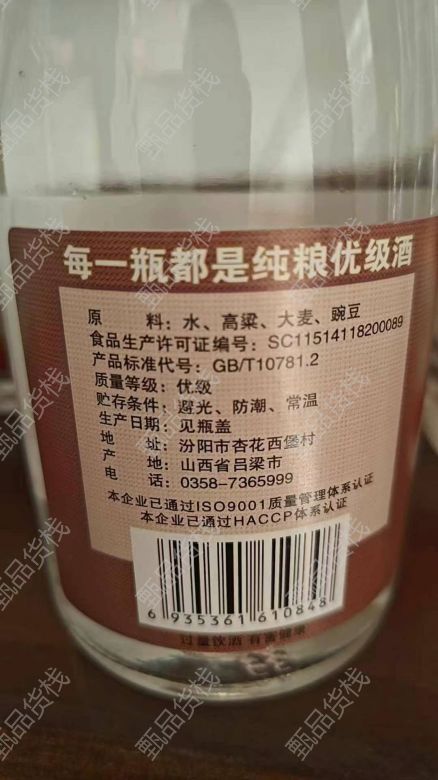 每一瓶都是纯粮优级酒
原 料：水、高粱、大麦、豌豆
食品生产许可证编号：SC11514118200089
产品标准代号：GB/T10781.2
质量等级：优级
贮存条件：避光、防潮、常温
生产日期：见瓶盖
地 址：汾阳市杏花西堡村
产 地：山西省吕梁市
电 话：0358-7365999
本企业已通过ISO9001质量管理体系认证
本企业已通过HACCP体系认证
6 935361 610848
过量饮酒 有害健康
甄品货栈